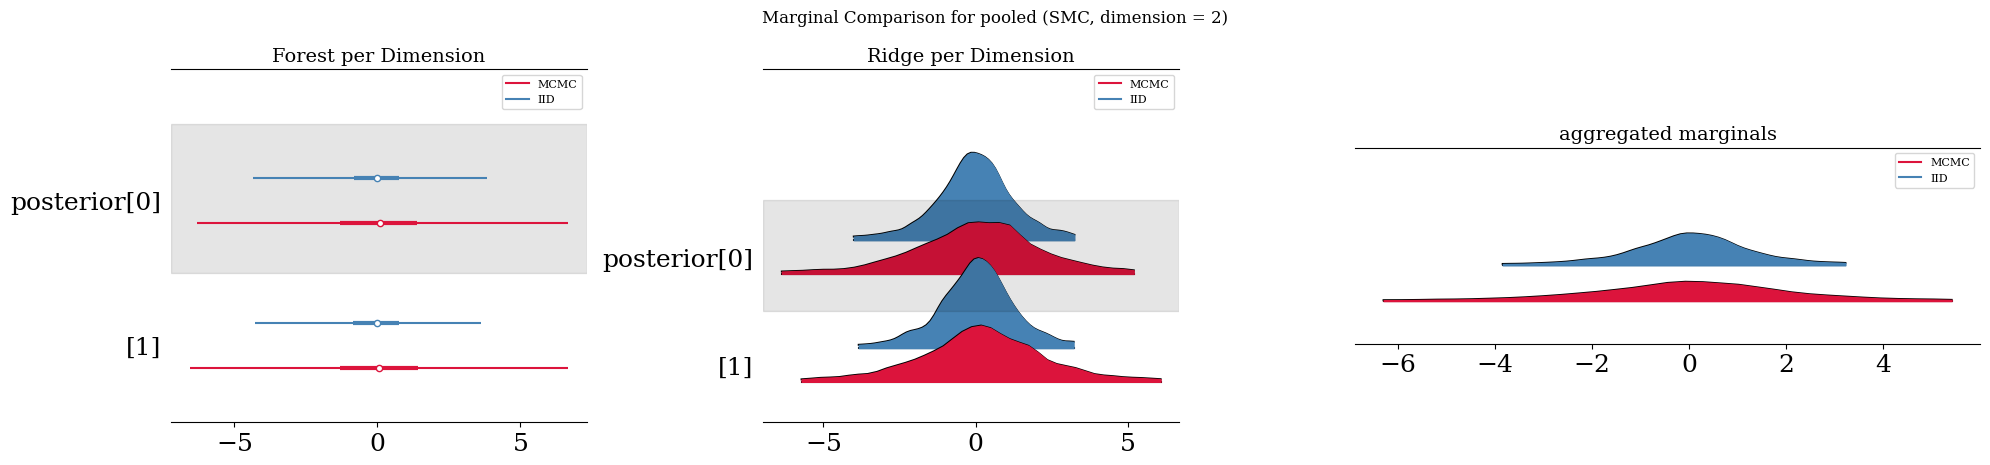 Marginal Comparison for pooled (SMC, dimension = 2)
Forest per Dimension
MCMC
IID
posterior[0]
[1]
−5
0
5
Ridge per Dimension
MCMC
IID
posterior[0]
[1]
−5
0
5
aggregated marginals
MCMC
IID
−6
−4
−2
0
2
4